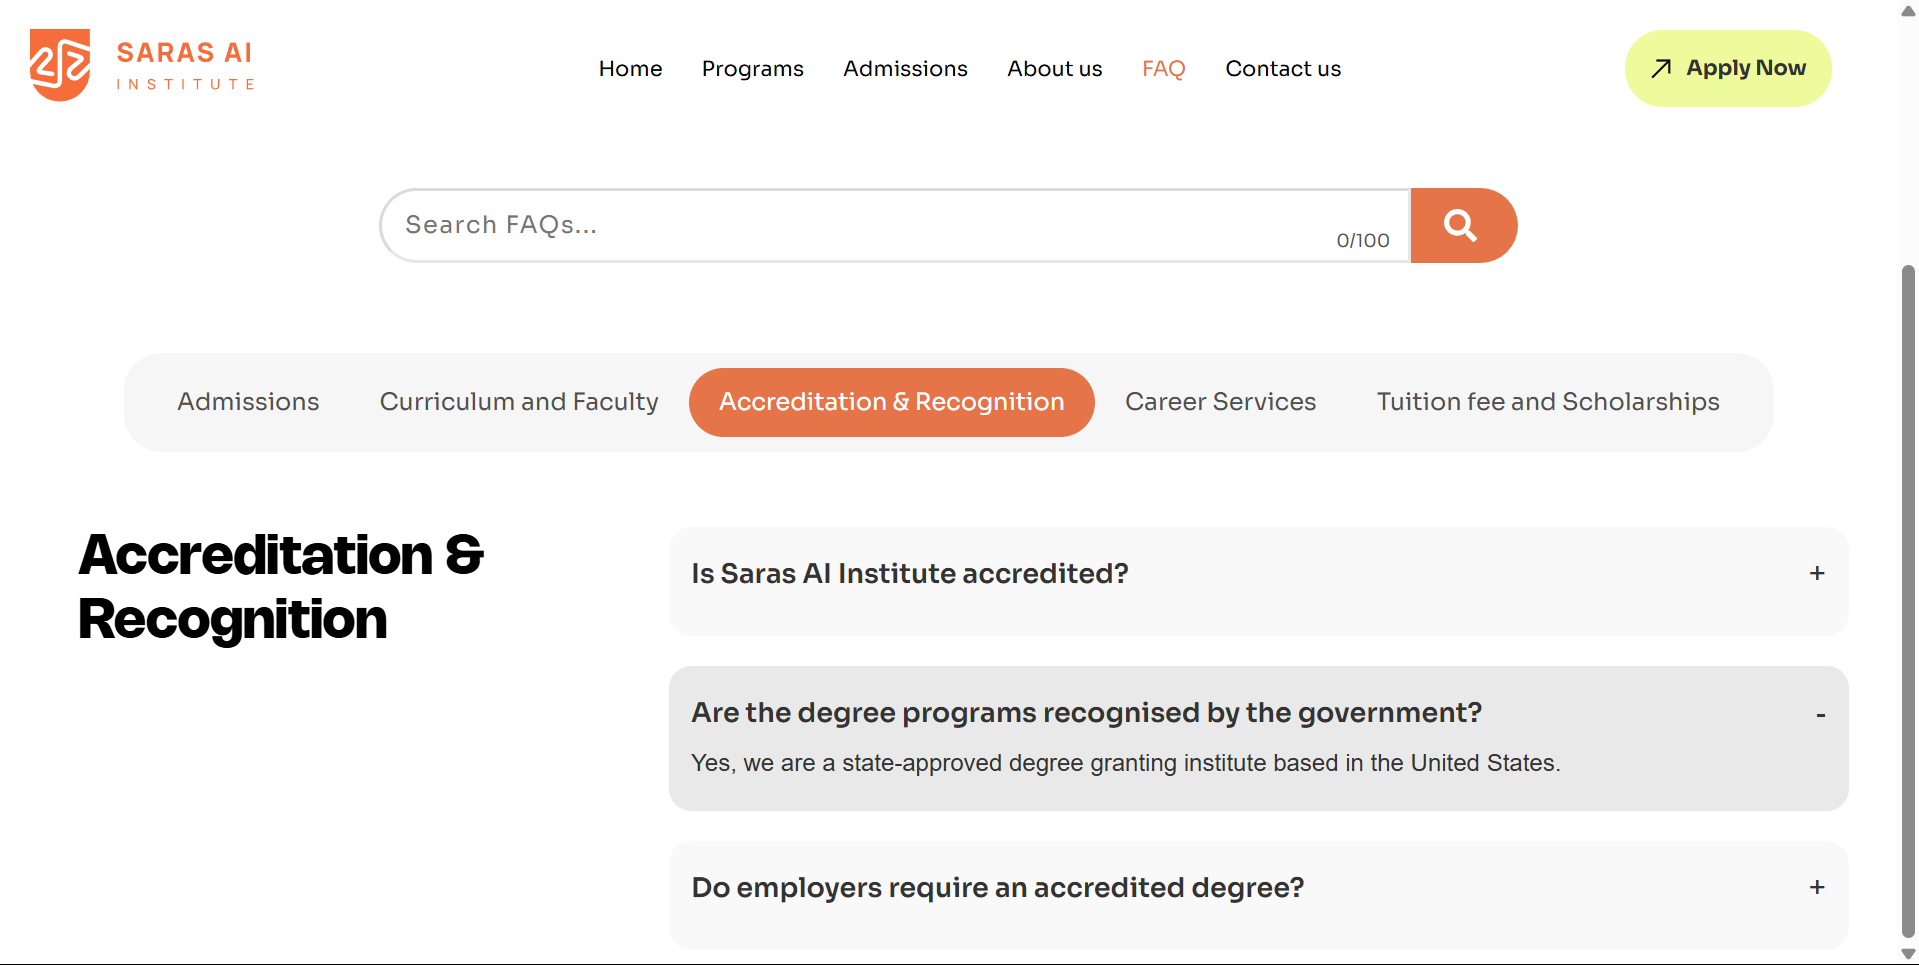 SARAS AI
INSTITUTE
Home Programs Admissions About us FAQ Contact us
Apply Now
Search FAQs...
0/100
Admissions Curriculum and Faculty Accreditation & Recognition Career Services Tuition fee and Scholarships
Accreditation &
Recognition
Is Saras AI Institute accredited? +
Are the degree programs recognised by the government? -
Yes, we are a state-approved degree granting institute based in the United States.
Do employers require an accredited degree? +